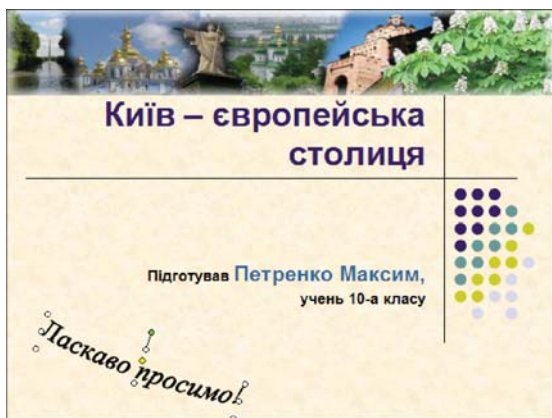 Київ – європейська
столиця
Підготував Петренко Максим,
учень 10-а класу
Ласкаво просимо!